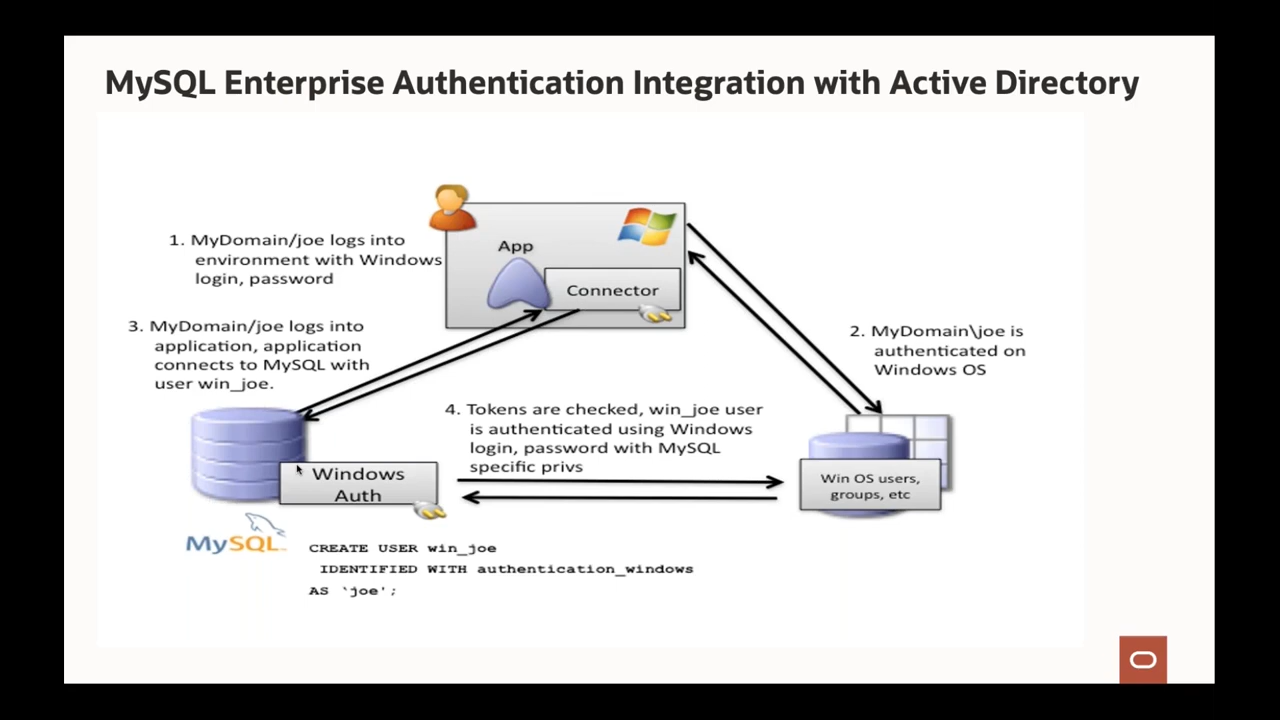 MySQL Enterprise Authentication Integration with Active Directory
1. MyDomain/joe logs into
environment with Windows
login, password
App
Connector
3. MyDomain/joe logs into
application, application
connects to MySQL with
user win_joe.
2. MyDomain\joe is
authenticated on
Windows OS
4. Tokens are checked, win_joe user
is authenticated using Windows
login, password with MySQL
specific privs
Windows
Auth
Win OS users,
groups, etc
MySQL
CREATE USER win_joe
IDENTIFIED WITH authentication_windows
AS `joe';